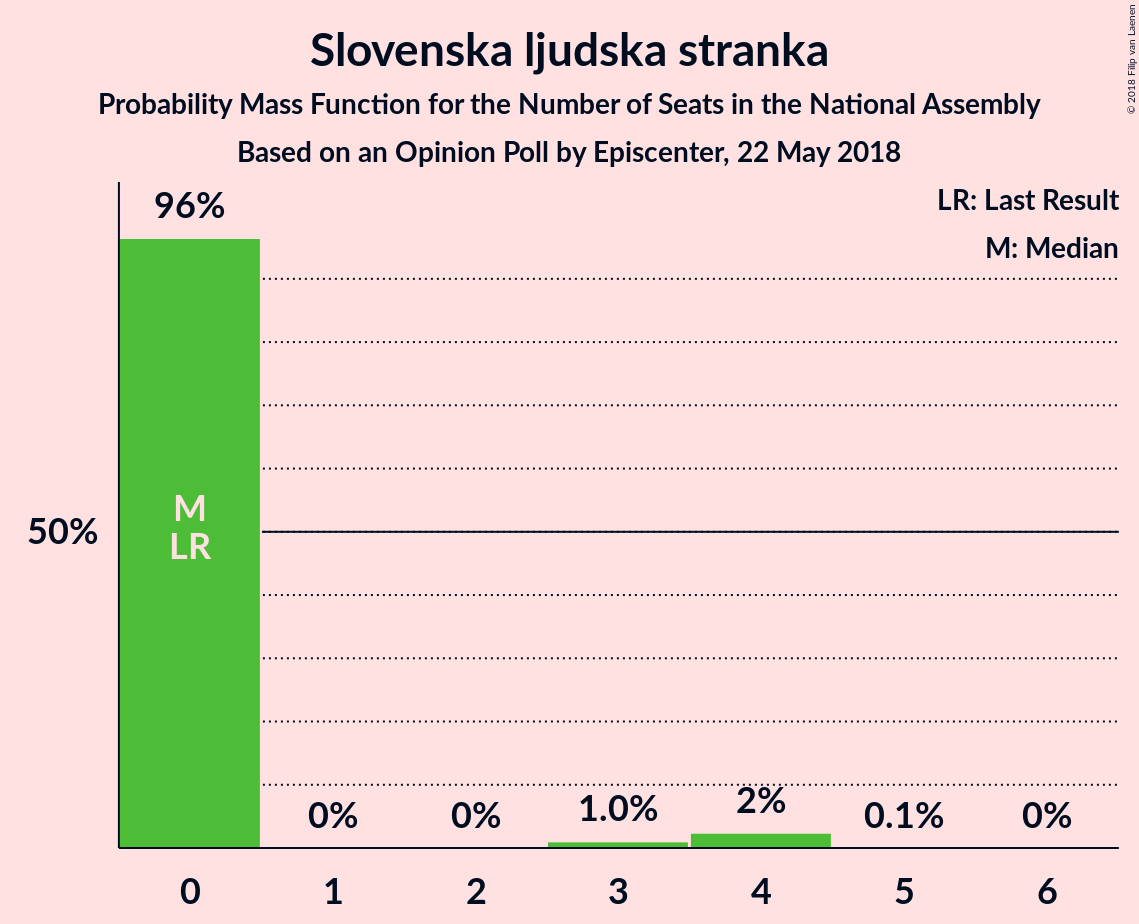 Slovenska ljudska stranka
Probability Mass Function for the Number of Seats in the National Assembly
Based on an Opinion Poll by Episcenter, 22 May 2018
© 2018 Filip van Laenen
LR: Last Result
M: Median
96%
M
LR
50%
0%
0%
1.0%
2%
0.1%
0%
0
1
2
3
4
5
6